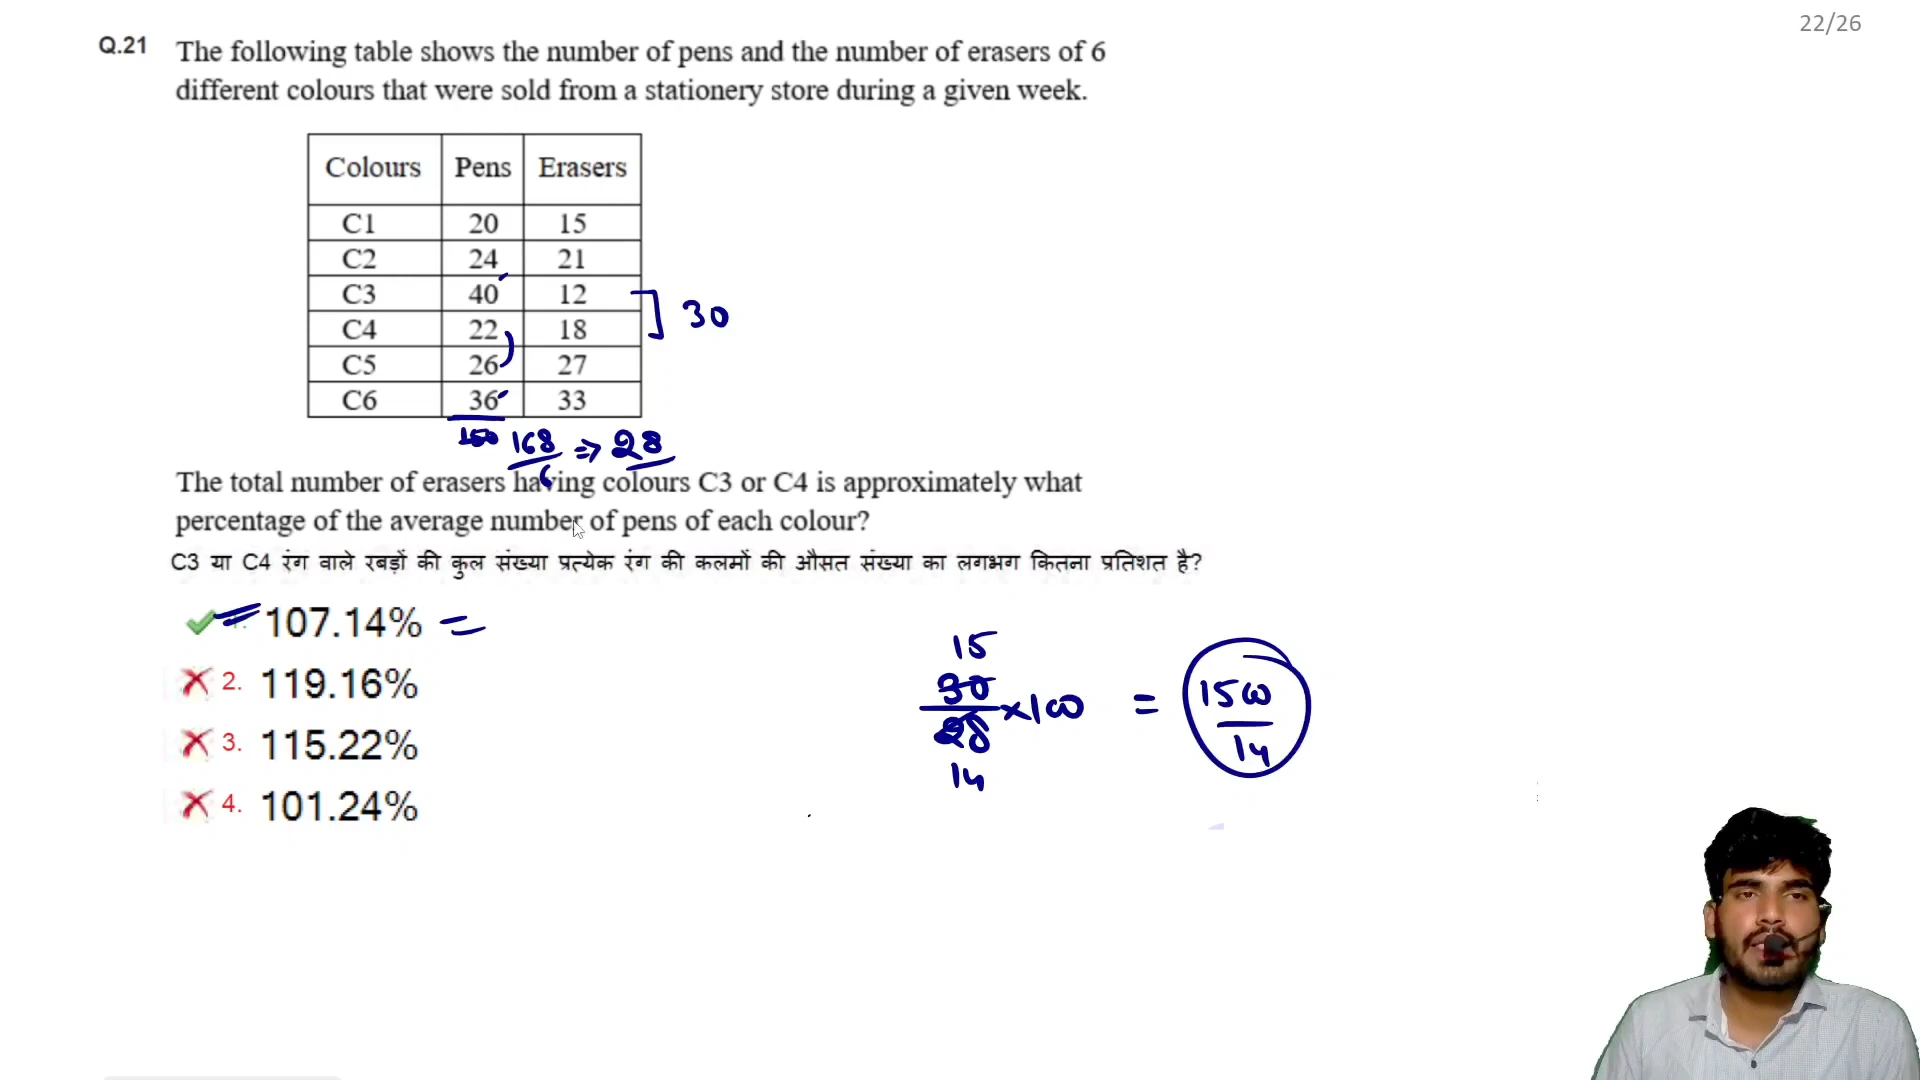 22/26
Q.21 The following table shows the number of pens and the number of erasers of 6
different colours that were sold from a stationery store during a given week.
Colours Pens Erasers
C1 20 15
C2 24 21
C3 40 12
C4 22 18
C5 26 27
C6 36 33
] 30
150 168/6 => 28
The total number of erasers having colours C3 or C4 is approximately what
percentage of the average number of pens of each colour?
C3 या C4 रंग वाले रबड़ों की कुल संख्या प्रत्येक रंग की कलमों की औसत संख्या का लगभग कितना प्रतिशत है?
107.14% =
2. 119.16%
3. 115.22%
4. 101.24%
15
30
28 ×100 = 1500/14
14